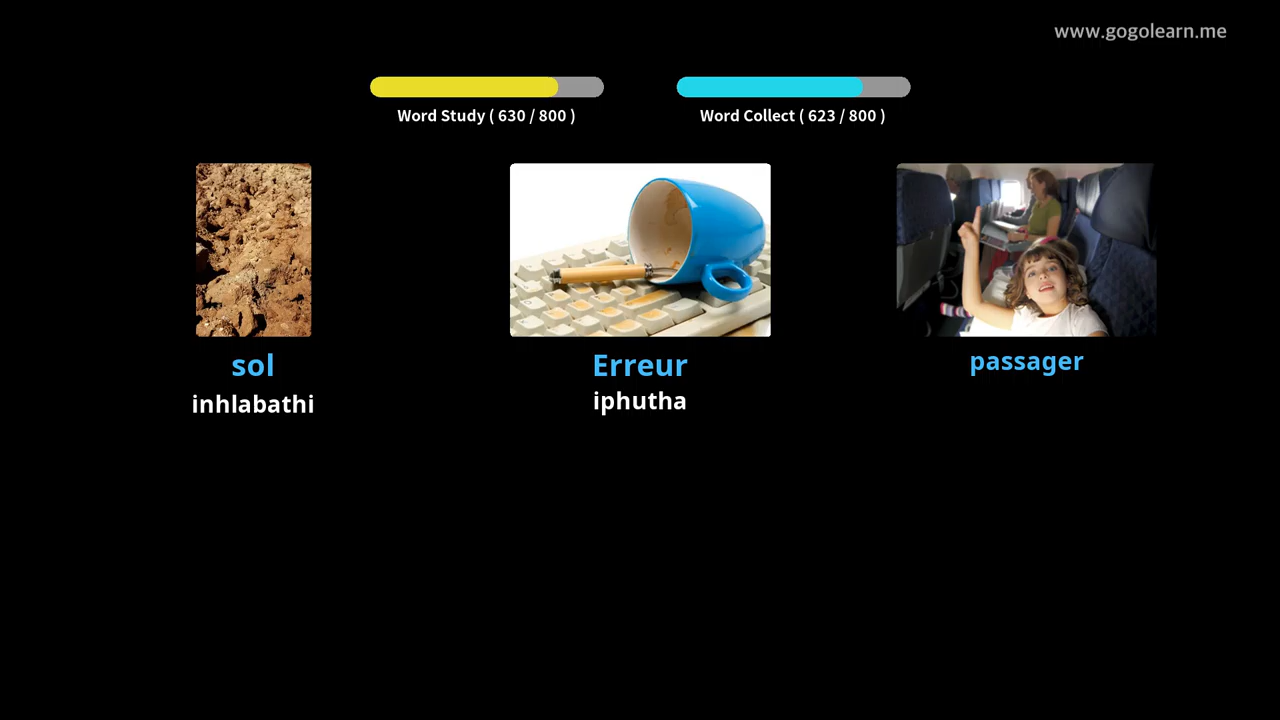 www.gogolearn.me
Word Study ( 630 / 800 )
Word Collect ( 623 / 800 )
sol
inhlabathi
Erreur
iphutha
passager